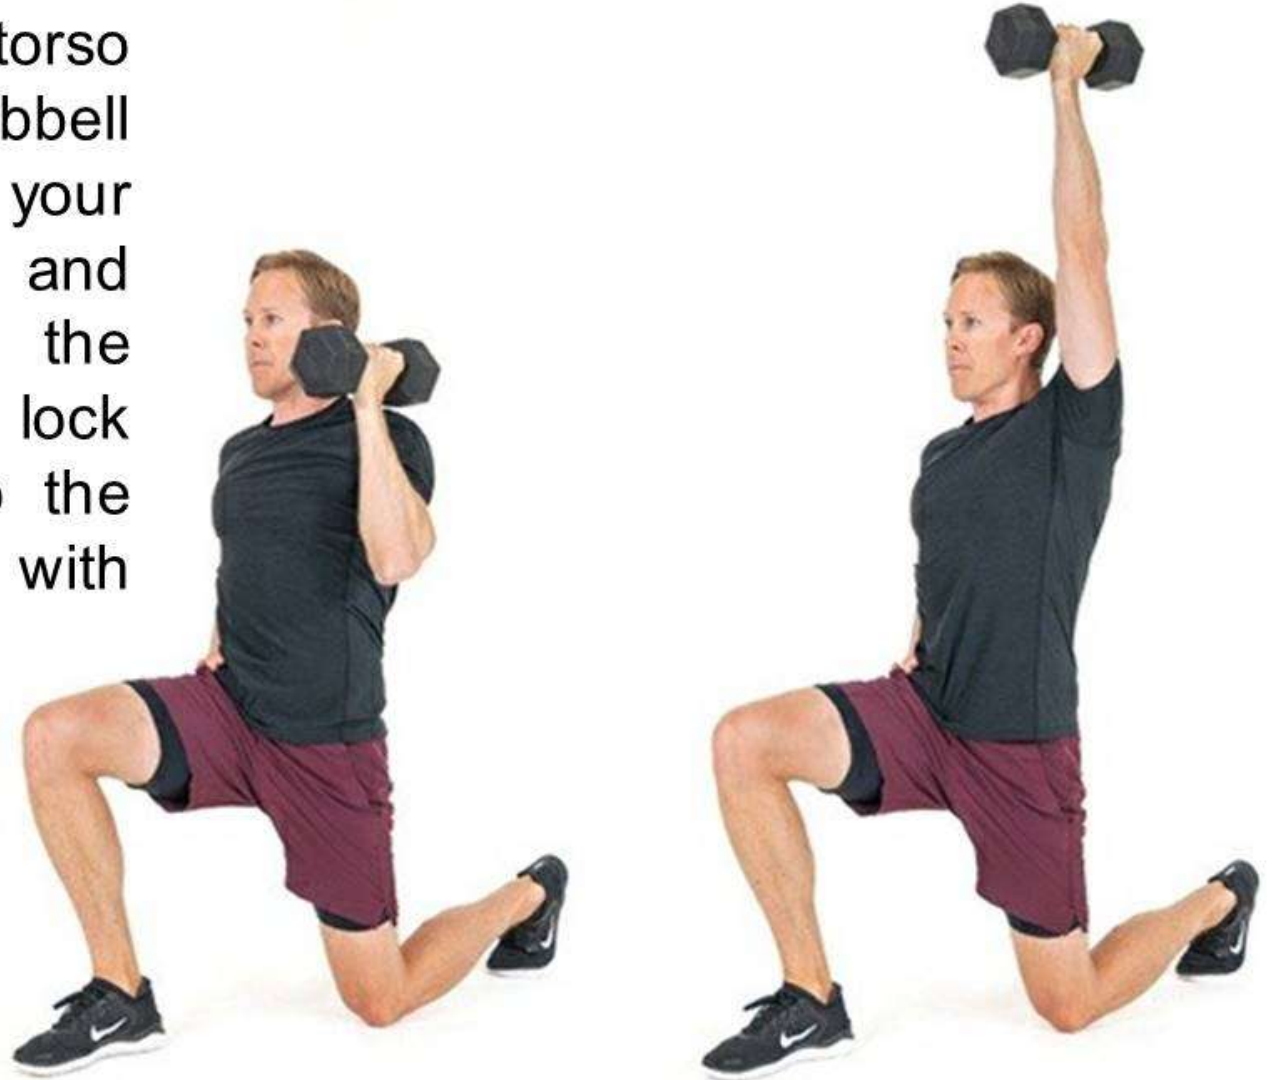 torso
bbell
your
and
the
lock
the
with